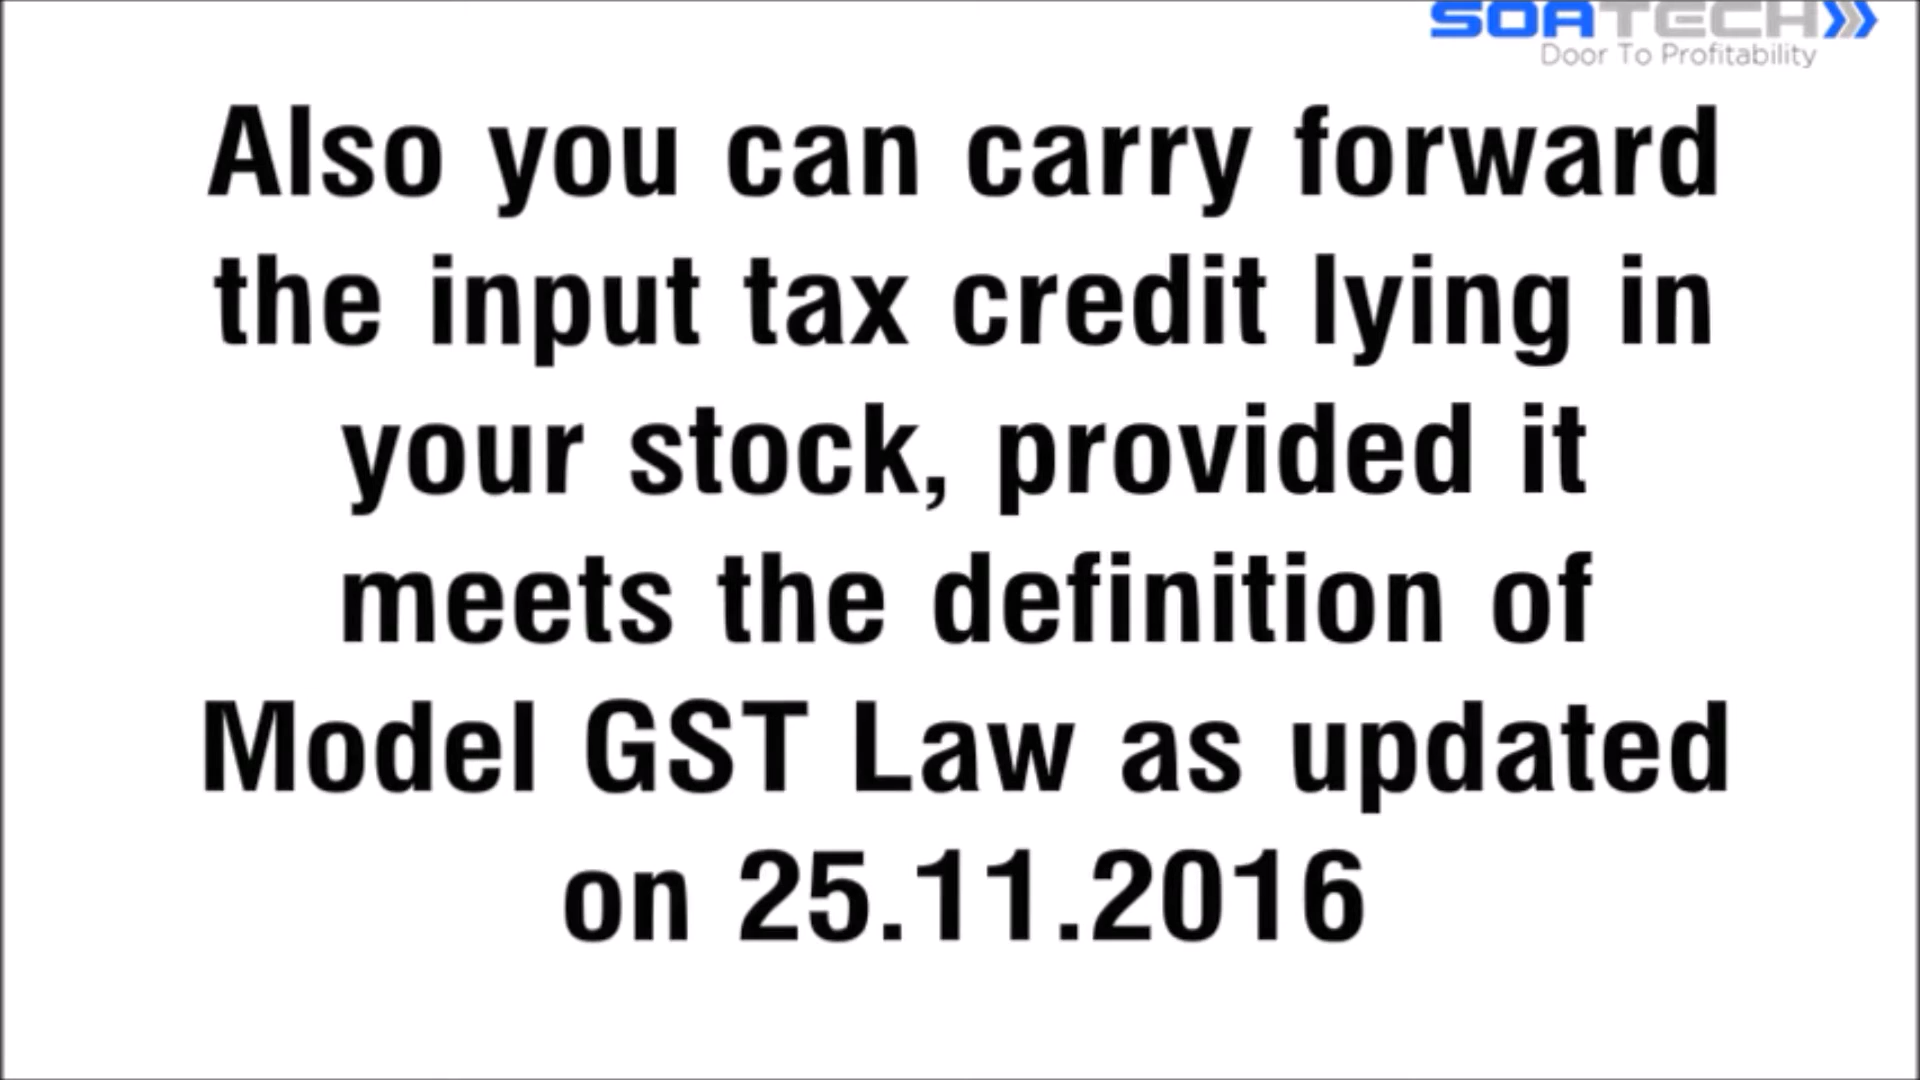 SOATECH
Door To Profitability
Also you can carry forward
the input tax credit lying in
your stock, provided it
meets the definition of
Model GST Law as updated
on 25.11.2016